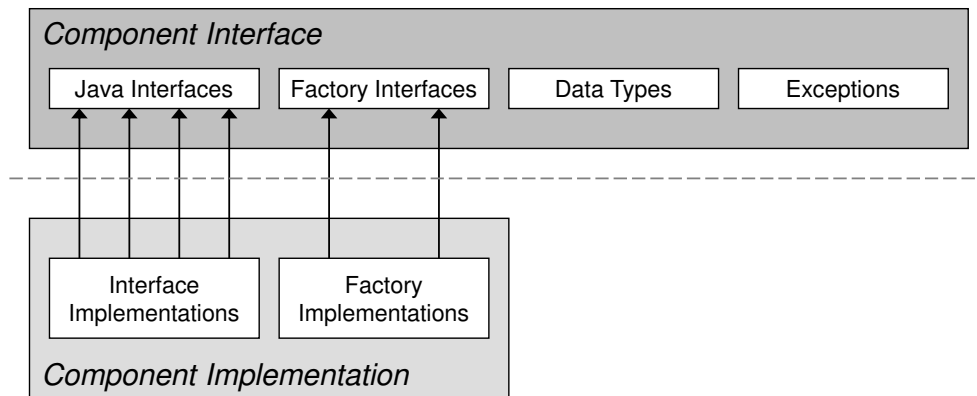 Component Interface
Java Interfaces
Factory Interfaces
Data Types
Exceptions
Interface
Implementations
Factory
Implementations
Component Implementation